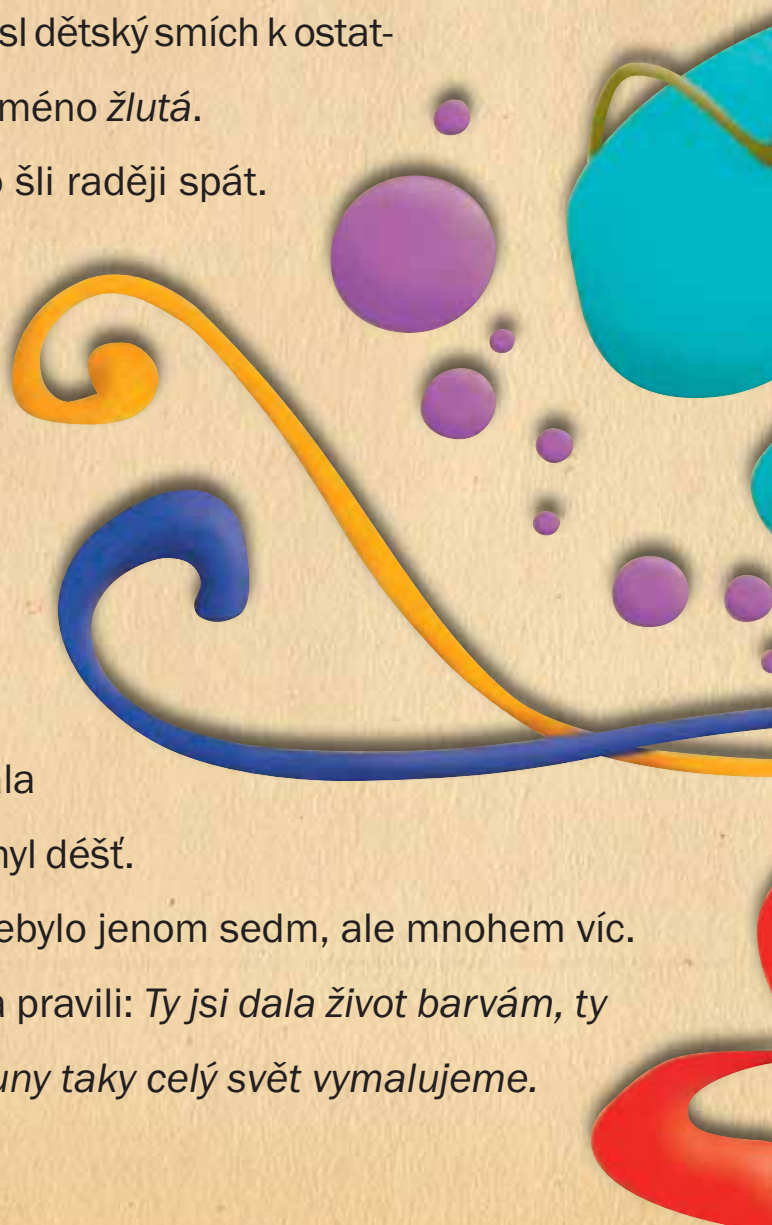 sl dětský smích k ostat-
méno žlutá.
šli raději spát.
la
yl déšť.
ebylo jenom sedm, ale mnohem víc.
a pravili: Ty jsi dala život barvám, ty
uny taky celý svět vymalujeme.